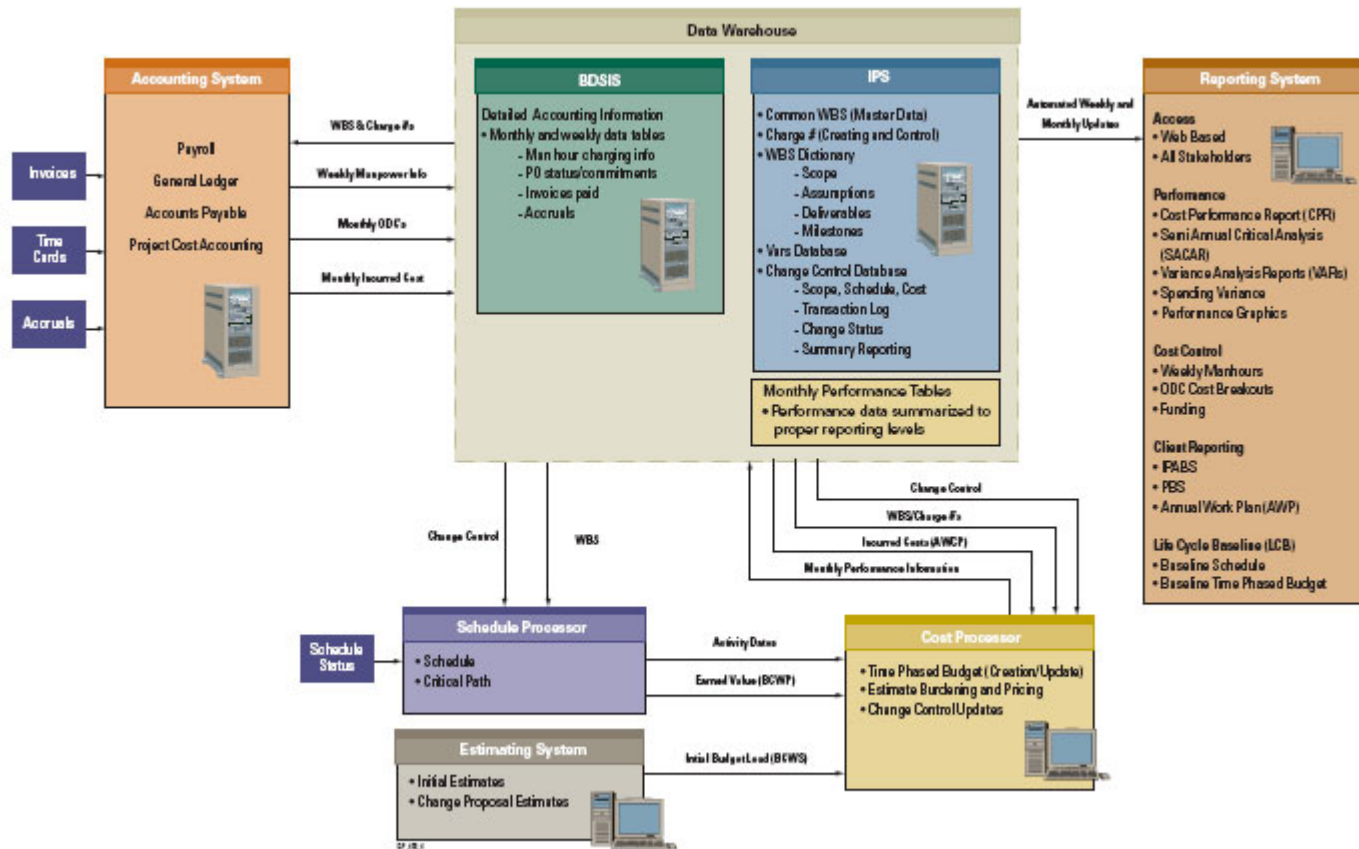 Data Warehouse
Accounting System
Payroll
General Ledger
Accounts Payable
Project Cost Accounting
Invoices
Time
Cards
Accruals
WBS & Charge #'s
Weekly Manpower Info
Monthly ODC's
Monthly Incurred Cost
BDSIS
Detailed Accounting Information
• Monthly and weekly data tables
- Man hour charging info
- PO status/commitments
- Invoices paid
- Accruals
IPS
• Common WBS (Master Data)
• Charge # (Creating and Control)
• WBS Dictionary
- Scope
- Assumptions
- Deliverables
- Milestones
• Vars Database
• Change Control Database
- Scope, Schedule, Cost
- Transaction Log
- Change Status
- Summary Reporting
Monthly Performance Tables
• Performance data summarized to
proper reporting levels
Automated Weekly and
Monthly Updates
Reporting System
Access
• Web Based
• All Stakeholders
Performance
• Cost Performance Report (CPR)
• Semi Annual Critical Analysis
(SACAR)
• Variance Analysis Reports (VARs)
• Spending Variance
• Performance Graphics
Cost Control
• Weekly Manhours
• ODC Cost Breakouts
• Funding
Client Reporting
• IPABS
• PBS
• Annual Work Plan (AWP)
Life Cycle Baseline (LCB)
• Baseline Schedule
• Baseline Time Phased Budget
Change Control
WBS
Change Control
WBS/Charge #'s
Incurred Costs (AWCP)
Monthly Performance Information
Schedule
Status
Schedule Processor
• Schedule
• Critical Path
Activity Dates
Earned Value (BCWP)
Cost Processor
• Time Phased Budget (Creation/Update)
• Estimate Burdening and Pricing
• Change Control Updates
Estimating System
• Initial Estimates
• Change Proposal Estimates
Intial Budget Load (BCWS)